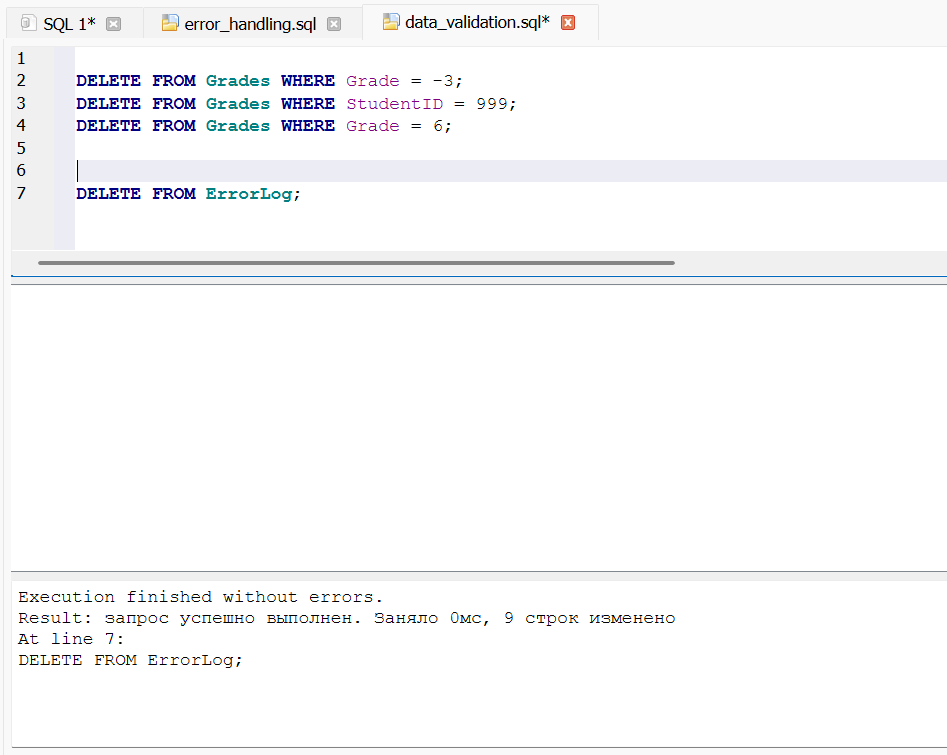 SQL 1* error_handling.sql data_validation.sql*
1
2 DELETE FROM Grades WHERE Grade = -3;
3 DELETE FROM Grades WHERE StudentID = 999;
4 DELETE FROM Grades WHERE Grade = 6;
5
6
7 DELETE FROM ErrorLog;
Execution finished without errors.
Result: запрос успешно выполнен. Заняло 0мс, 9 строк изменено
At line 7:
DELETE FROM ErrorLog;